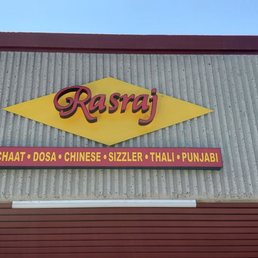 Rasraj
CHAAT • DOSA • CHINESE • SIZZLER • THALI • PUNJABI